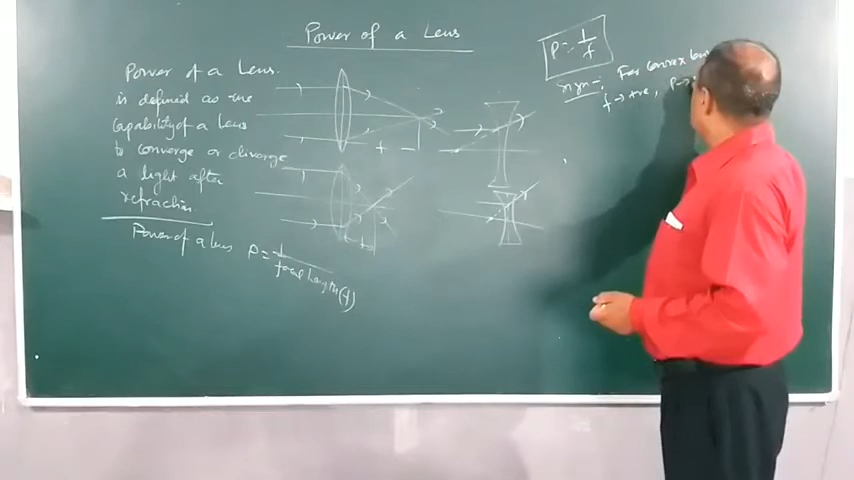 Power of a Lens
Power of a Lens.
is defined as the
capability of a Lens
to converge or diverge
a light after
refraction.
Power of a lens P = 1
focal length (f)
f
P = 1
f
sign :-
For convex lens
f → +ve, P →